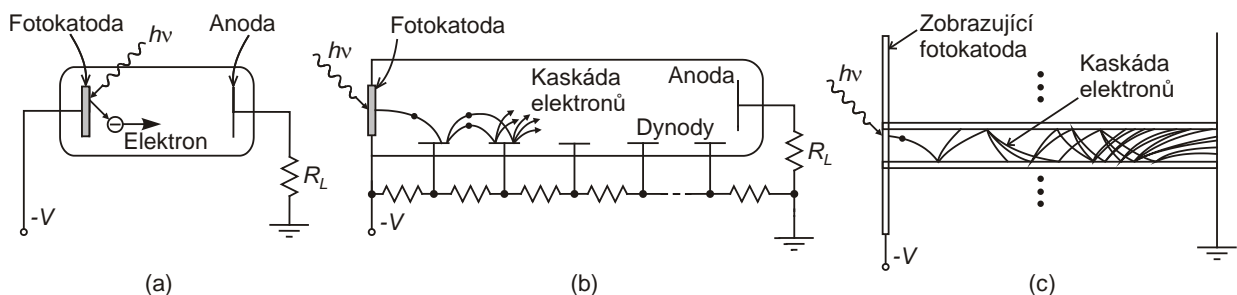 Fotokatoda
hν
Anoda
Elektron
R_L
-V
(a)
Fotokatoda
hν
Kaskáda
elektronů
Anoda
Dynody
R_L
-V
(b)
Zobrazující
fotokatoda
hν
Kaskáda
elektronů
-V
(c)